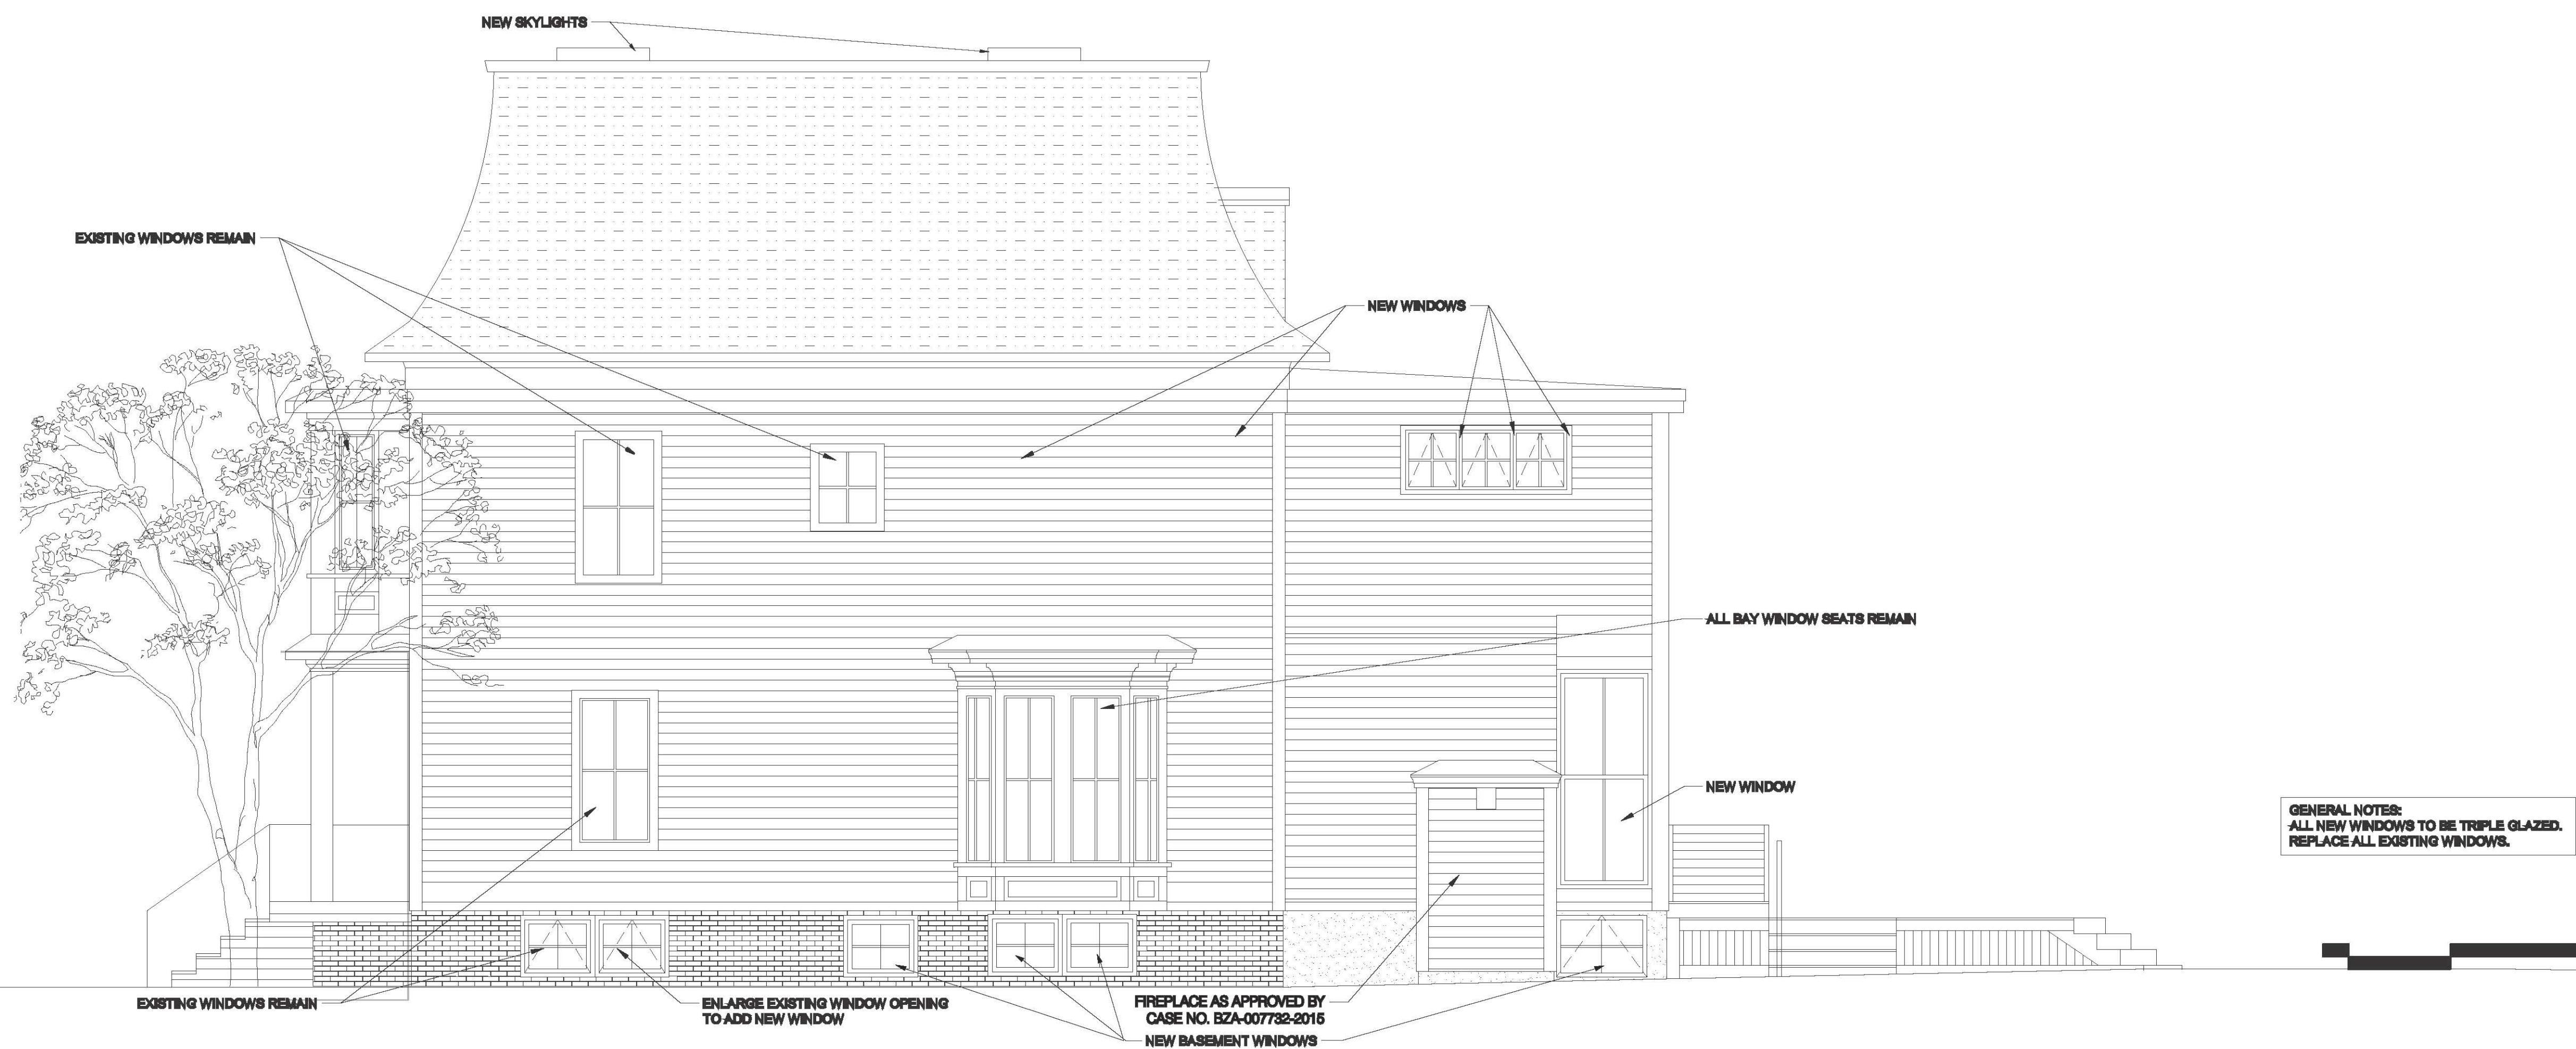 NEW SKYLIGHTS
EXISTING WINDOWS REMAIN
NEW WINDOWS
ALL BAY WINDOW SEATS REMAIN
NEW WINDOW
GENERAL NOTES:
ALL NEW WINDOWS TO BE TRIPLE GLAZED.
REPLACE ALL EXISTING WINDOWS.
EXISTING WINDOWS REMAIN
ENLARGE EXISTING WINDOW OPENING
TO ADD NEW WINDOW
FIREPLACE AS APPROVED BY
CASE NO. BZA-007732-2015
NEW BASEMENT WINDOWS